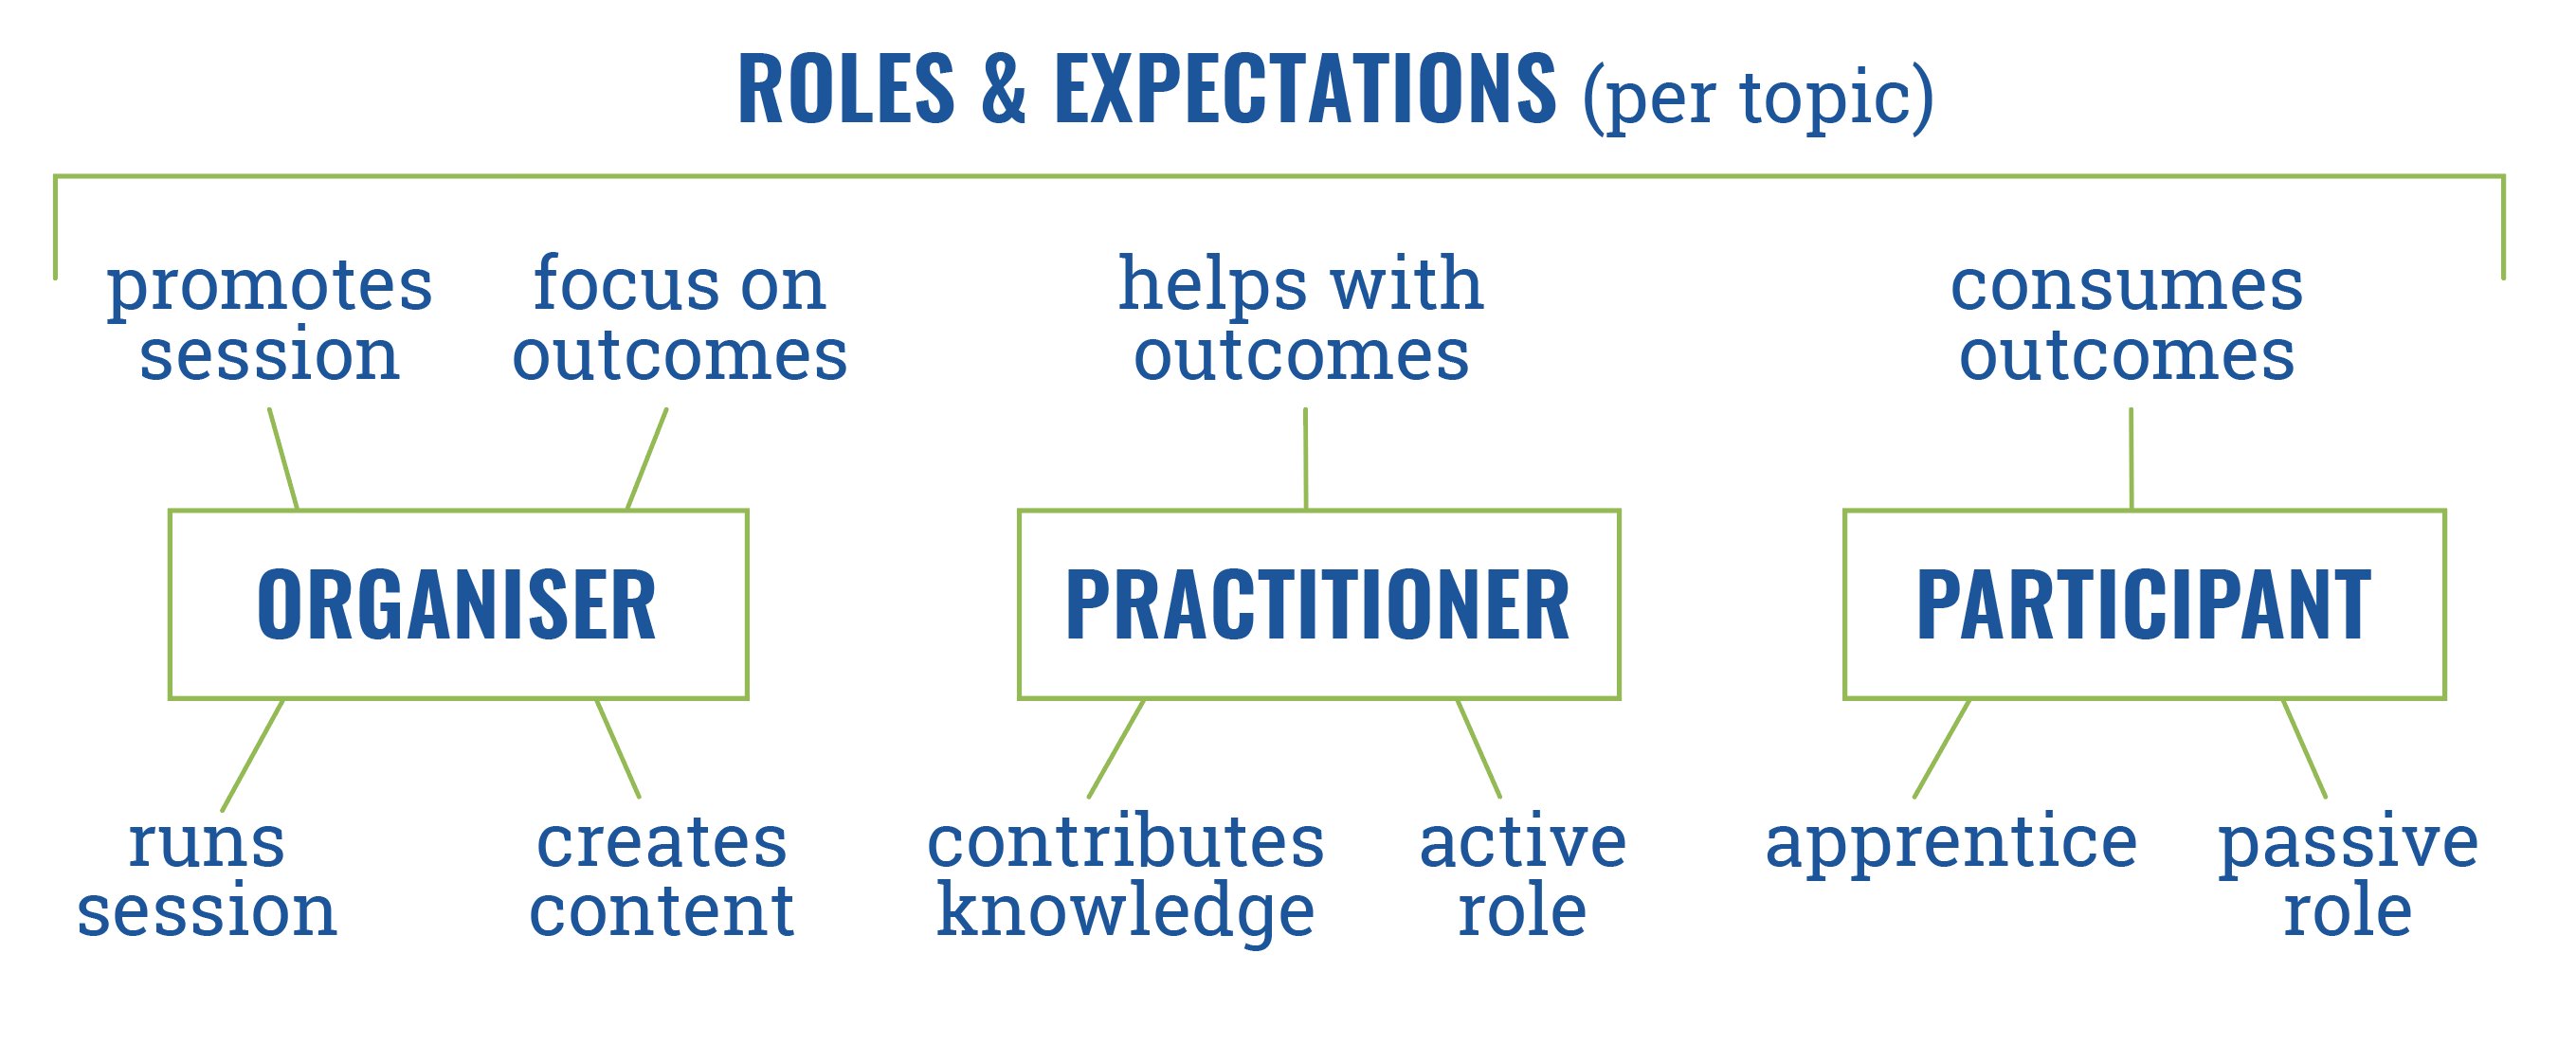 ROLES & EXPECTATIONS (per topic)
promotes
session
focus on
outcomes
helps with
outcomes
consumes
outcomes
ORGANISER
PRACTITIONER
PARTICIPANT
runs
session
creates
content
contributes
knowledge
active
role
apprentice
passive
role